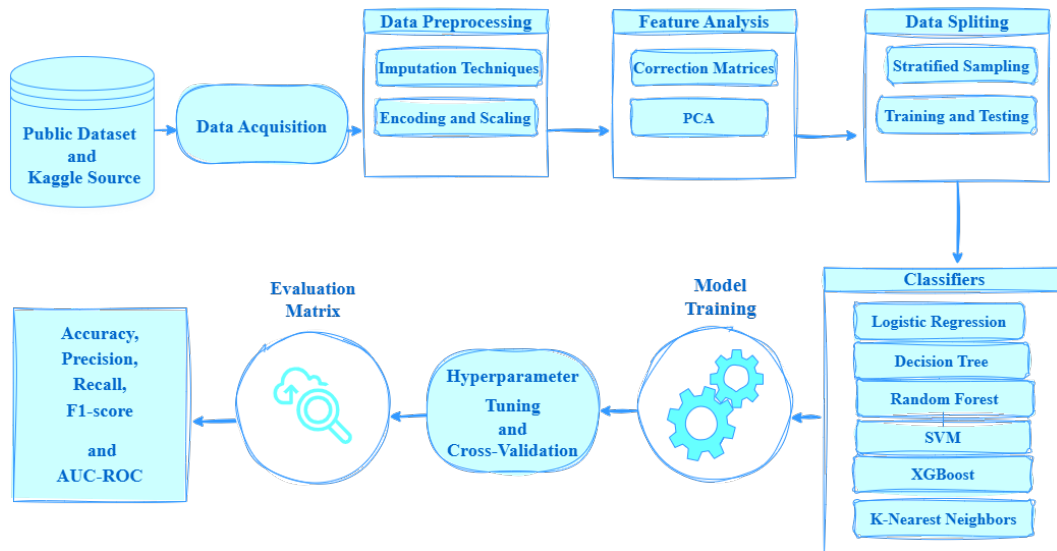 Public Dataset
and
Kaggle Source
Data Acquisition
Data Preprocessing
Imputation Techniques
Encoding and Scaling
Feature Analysis
Correction Matrices
PCA
Data Spliting
Stratified Sampling
Training and Testing
Classifiers
Logistic Regression
Decision Tree
Random Forest
SVM
XGBoost
K-Nearest Neighbors
Model
Training
Hyperparameter
Tuning
and
Cross-Validation
Evaluation
Matrix
Accuracy,
Precision,
Recall,
F1-score
and
AUC-ROC